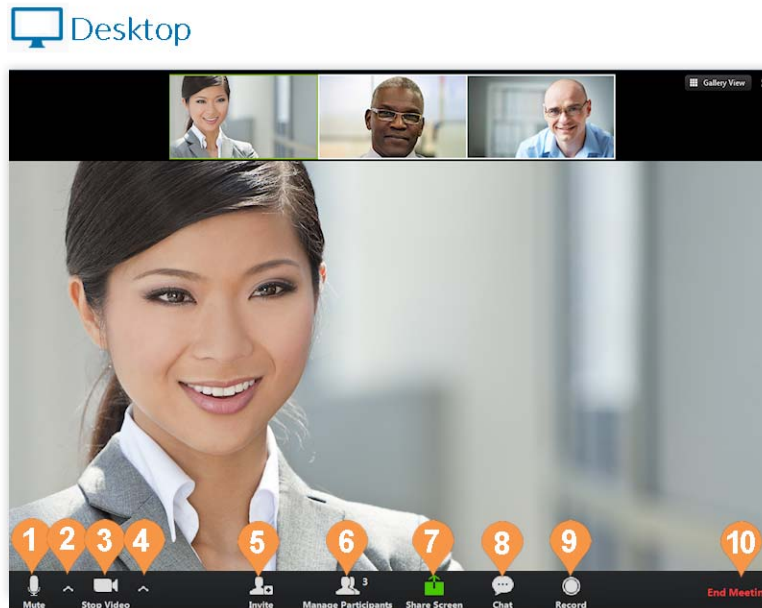 Desktop
Gallery View
1 2 3 4 5 6 7 8 9 10
3
Mute Stop Video Invite Manage Participants Share Screen Chat Record End Meetin